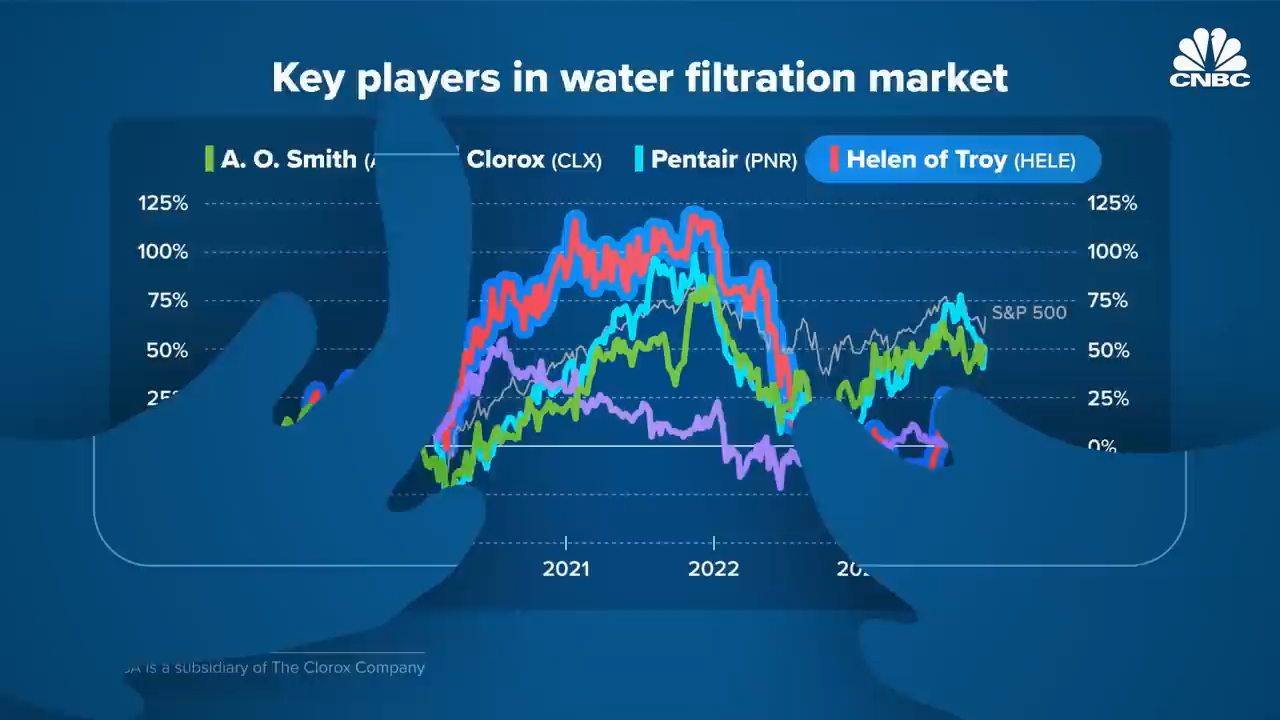 Key players in water filtration market
CNBC
A. O. Smith Clorox (CLX) Pentair (PNR) Helen of Troy (HELE)
125% 125%
100% 100%
75% 75%
S&P 500
50% 50%
25 25%
0%
2021 2022
is a subsidiary of The Clorox Company